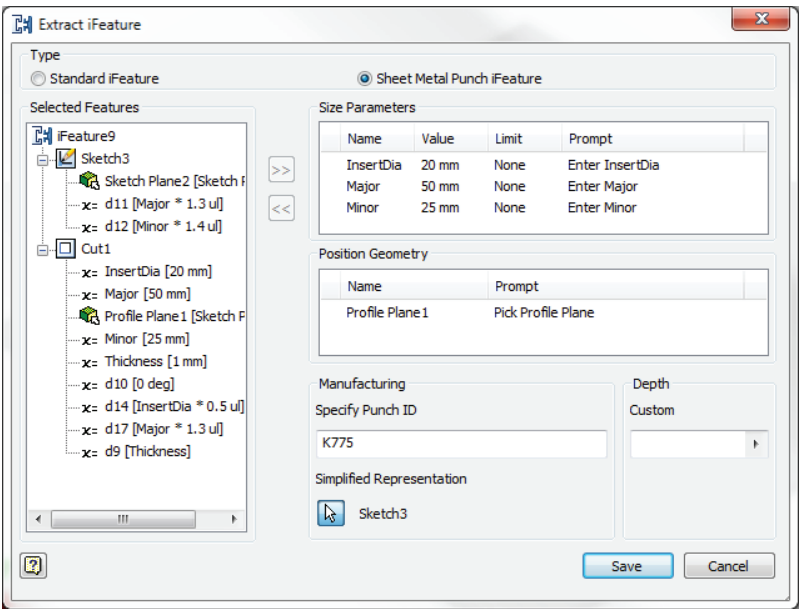 Extract iFeature
Type
Standard iFeature
Sheet Metal Punch iFeature
Selected Features
iFeature9
Sketch3
Sketch Plane2 [Sketch F
x= d11 [Major * 1.3 ul]
x= d12 [Minor * 1.4 ul]
Cut1
x= InsertDia [20 mm]
x= Major [50 mm]
Profile Plane1 [Sketch F
x= Minor [25 mm]
x= Thickness [1 mm]
x= d10 [0 deg]
x= d14 [InsertDia * 0.5 ul]
x= d17 [Major * 1.3 ul]
x= d9 [Thickness]
>>
<<
Size Parameters
Name Value Limit Prompt
InsertDia 20 mm None Enter InsertDia
Major 50 mm None Enter Major
Minor 25 mm None Enter Minor
Position Geometry
Name Prompt
Profile Plane1 Pick Profile Plane
Manufacturing
Specify Punch ID
K775
Simplified Representation
Sketch3
Depth
Custom
?
Save
Cancel